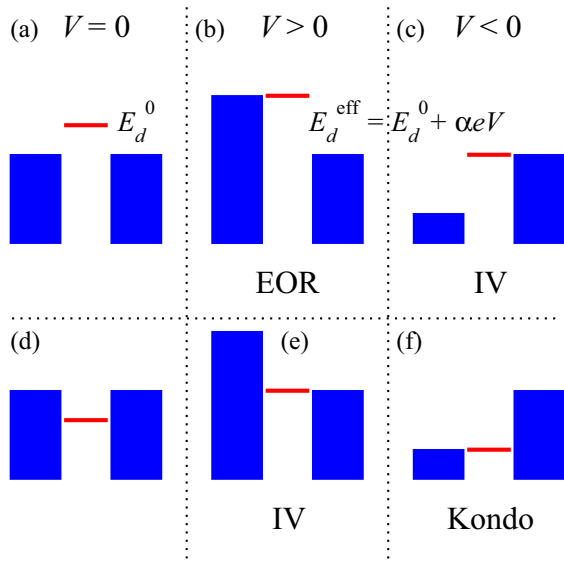 (a) V = 0
(b) V > 0
(c) V < 0
E_d^0
E_d^eff = E_d^0 + αeV
EOR
IV
(d)
(e)
(f)
IV
Kondo